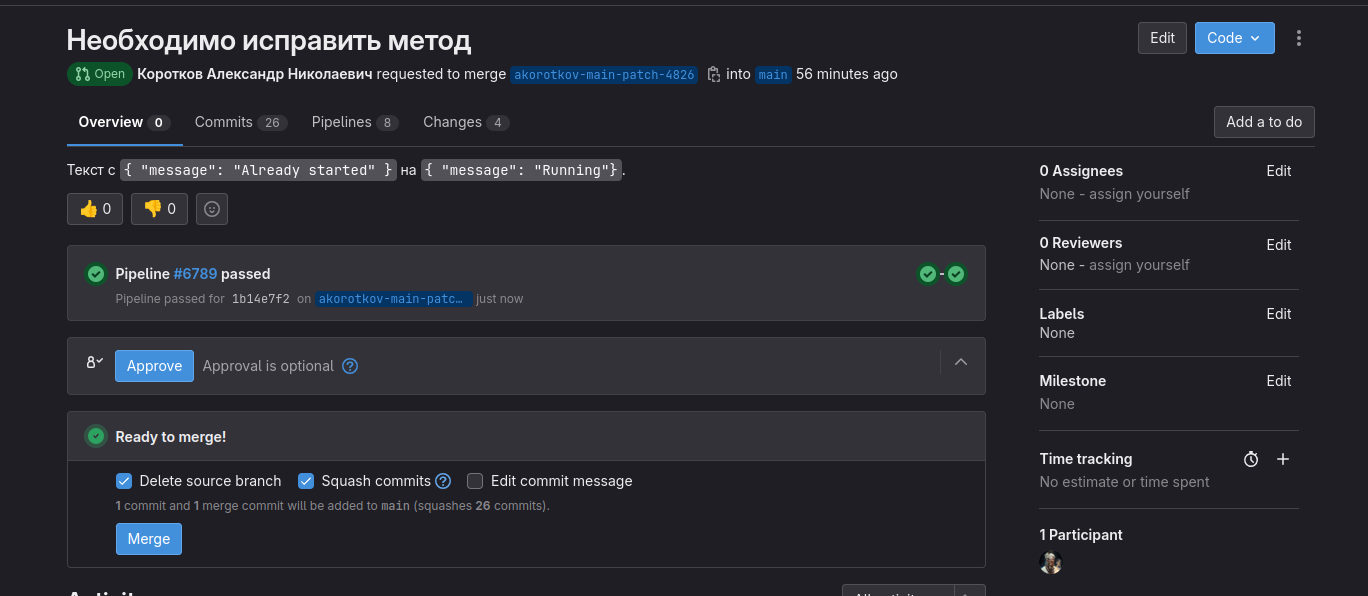 Необходимо исправить метод
Edit
Code
Open Коротков Александр Николаевич requested to merge akorotkov-main-patch-4826 into main 56 minutes ago
Overview 0 Commits 26 Pipelines 8 Changes 4
Add a to do
Текст с { "message": "Already started" } на { "message": "Running"}.
👍 0 👎 0
Pipeline #6789 passed
Pipeline passed for 1b14e7f2 on akorotkov-main-patc… just now
Approve Approval is optional
Ready to merge!
Delete source branch Squash commits Edit commit message
1 commit and 1 merge commit will be added to main (squashes 26 commits).
Merge
0 Assignees Edit
None - assign yourself
0 Reviewers Edit
None - assign yourself
Labels Edit
None
Milestone Edit
None
Time tracking
No estimate or time spent
1 Participant